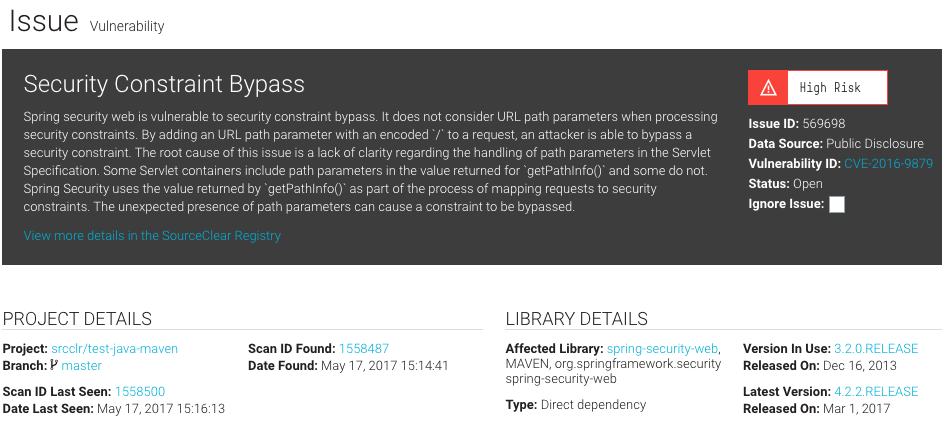 Issue Vulnerability
Security Constraint Bypass
Spring security web is vulnerable to security constraint bypass. It does not consider URL path parameters when processing
security constraints. By adding an URL path parameter with an encoded `/` to a request, an attacker is able to bypass a
security constraint. The root cause of this issue is a lack of clarity regarding the handling of path parameters in the Servlet
Specification. Some Servlet containers include path parameters in the value returned for `getPathInfo()` and some do not.
Spring Security uses the value returned by `getPathInfo()` as part of the process of mapping requests to security
constraints. The unexpected presence of path parameters can cause a constraint to be bypassed.
View more details in the SourceClear Registry
High Risk
Issue ID: 569698
Data Source: Public Disclosure
Vulnerability ID: CVE-2016-9879
Status: Open
Ignore Issue:
PROJECT DETAILS
Project: srcclr/test-java-maven
Branch: master
Scan ID Last Seen: 1558500
Date Last Seen: May 17, 2017 15:16:13
Scan ID Found: 1558487
Date Found: May 17, 2017 15:14:41
LIBRARY DETAILS
Affected Library: spring-security-web,
MAVEN, org.springframework.security
spring-security-web
Type: Direct dependency
Version In Use: 3.2.0.RELEASE
Released On: Dec 16, 2013
Latest Version: 4.2.2.RELEASE
Released On: Mar 1, 2017